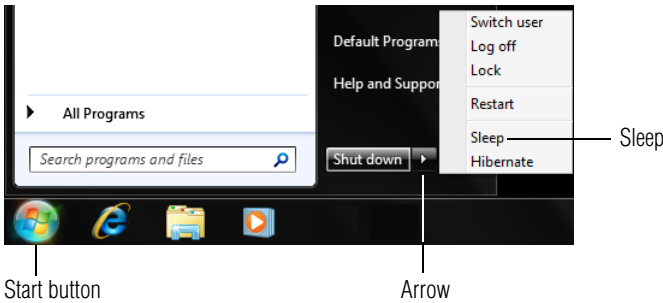 Switch user
Default Program
Log off
Lock
Help and Suppor
Restart
All Programs
Sleep
Sleep
Search programs and files
Shut down
Hibernate
Start button
Arrow